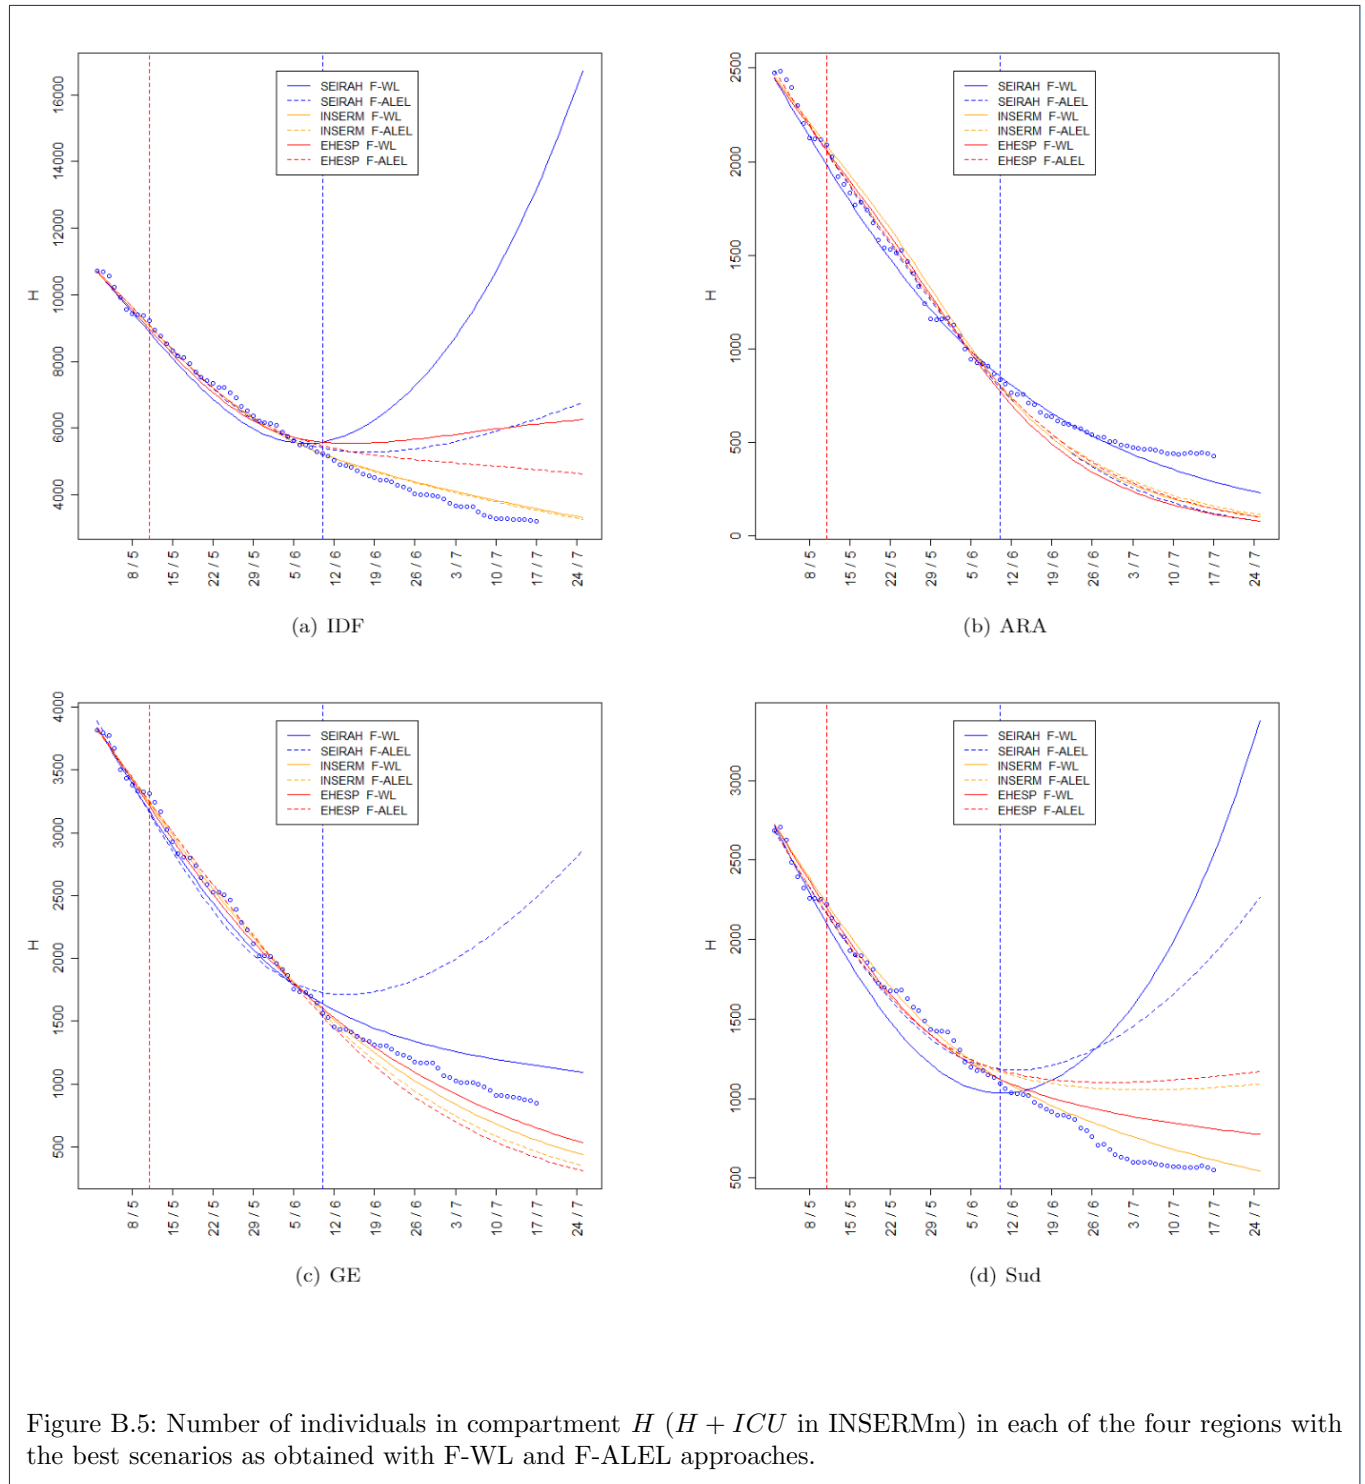 SEIRAH F-WL
SEIRAH F-ALEL
INSERM F-WL
INSERM F-ALEL
EHESP F-WL
EHESP F-ALEL
H
4000
6000
8000
10000
12000
14000
16000
8 / 5
15 / 5
22 / 5
29 / 5
5 / 6
12 / 6
19 / 6
26 / 6
3 / 7
10 / 7
17 / 7
24 / 7
(a) IDF
SEIRAH F-WL
SEIRAH F-ALEL
INSERM F-WL
INSERM F-ALEL
EHESP F-WL
EHESP F-ALEL
H
0
500
1000
1500
2000
2500
8 / 5
15 / 5
22 / 5
29 / 5
5 / 6
12 / 6
19 / 6
26 / 6
3 / 7
10 / 7
17 / 7
24 / 7
(b) ARA
SEIRAH F-WL
SEIRAH F-ALEL
INSERM F-WL
INSERM F-ALEL
EHESP F-WL
EHESP F-ALEL
H
500
1000
1500
2000
2500
3000
3500
4000
8 / 5
15 / 5
22 / 5
29 / 5
5 / 6
12 / 6
19 / 6
26 / 6
3 / 7
10 / 7
17 / 7
24 / 7
(c) GE
SEIRAH F-WL
SEIRAH F-ALEL
INSERM F-WL
INSERM F-ALEL
EHESP F-WL
EHESP F-ALEL
H
500
1000
1500
2000
2500
3000
8 / 5
15 / 5
22 / 5
29 / 5
5 / 6
12 / 6
19 / 6
26 / 6
3 / 7
10 / 7
17 / 7
24 / 7
(d) Sud
Figure B.5: Number of individuals in compartment H (H + ICU in INSERMm) in each of the four regions with
the best scenarios as obtained with F-WL and F-ALEL approaches.